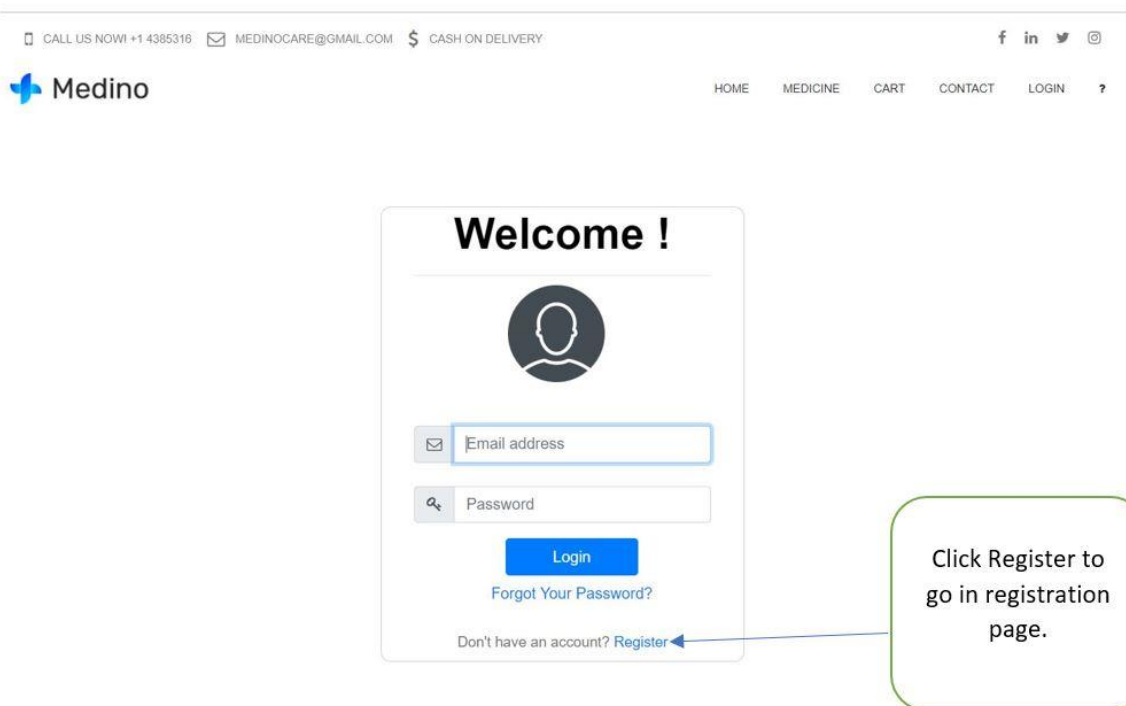 CALL US NOW! +1 4385316 MEDINOCARE@GMAIL.COM $ CASH ON DELIVERY f in
Medino HOME MEDICINE CART CONTACT LOGIN ?
Welcome !
Email address
Password
Login
Forgot Your Password?
Don't have an account? Register
Click Register to
go in registration
page.